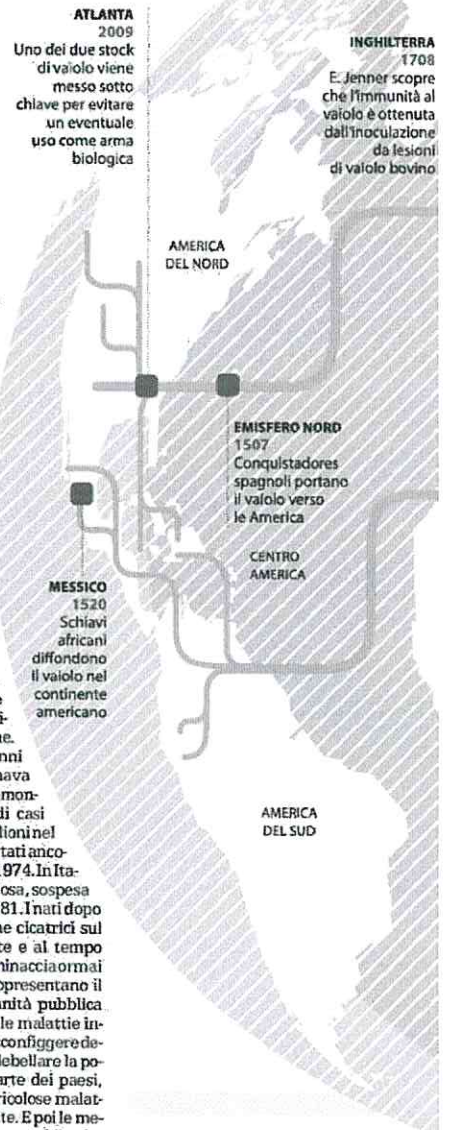 ATLANTA
2009
Uno dei due stock
di vaiolo viene
messo sotto
chiave per evitare
un eventuale
uso come arma
biologica
INGHILTERRA
1708
E. Jenner scopre
che l'immunità al
vaiolo è ottenuta
dall'inoculazione
da lesioni
di vaiolo bovino
AMERICA
DEL NORD
EMISFERO NORD
1507
Conquistadores
spagnoli portano
il vaiolo verso
le America
CENTRO
AMERICA
MESSICO
1520
Schiavi
africani
diffondono
il vaiolo nel
continente
americano
AMERICA
DEL SUD
e
i-
ne.
nni
nava
mon-
di casi
lioni nel
tati anco-
1974. In Ita-
osa, sospesa
81. I nati dopo
ne cicatrici sul
te e al tempo
minaccia ormai
ppresentano il
anità pubblica
le malattie in-
configgere de-
debellare la po-
arte dei paesi,
ricolose malat-
te. E poi le me-